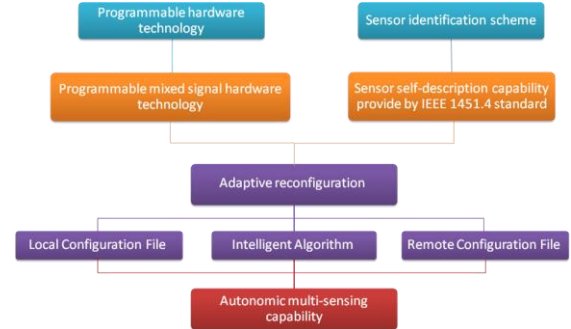 Programmable hardware
technology
Sensor identification scheme
Programmable mixed signal hardware
technology
Sensor self-description capability
provide by IEEE 1451.4 standard
Adaptive reconfiguration
Local Configuration File
Intelligent Algorithm
Remote Configuration File
Autonomic multi-sensing
capability